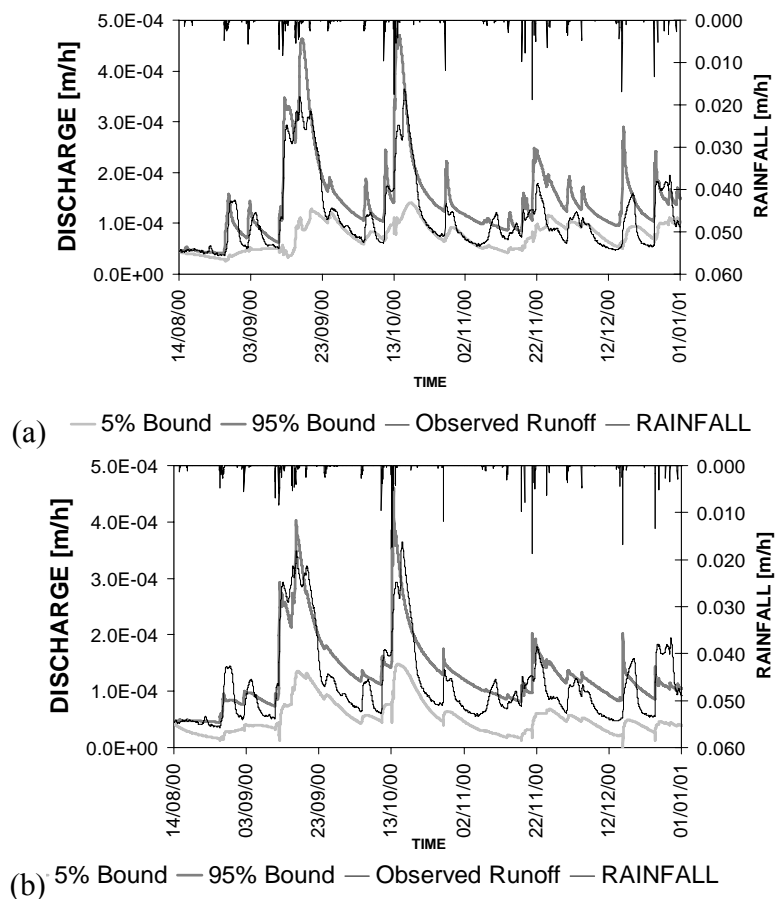 5.0E-04
4.0E-04
3.0E-04
2.0E-04
1.0E-04
0.0E+00
DISCHARGE [m/h]
0.000
0.010
0.020
0.030
0.040
0.050
0.060
RAINFALL [m/h]
14/08/00
03/09/00
23/09/00
13/10/00
02/11/00
22/11/00
12/12/00
01/01/01
TIME
(a) 5% Bound 95% Bound Observed Runoff RAINFALL
5.0E-04
4.0E-04
3.0E-04
2.0E-04
1.0E-04
0.0E+00
DISCHARGE [m/h]
0.000
0.010
0.020
0.030
0.040
0.050
0.060
RAINFALL [m/h]
14/08/00
03/09/00
23/09/00
13/10/00
02/11/00
22/11/00
12/12/00
01/01/01
TIME
(b) 5% Bound 95% Bound Observed Runoff RAINFALL